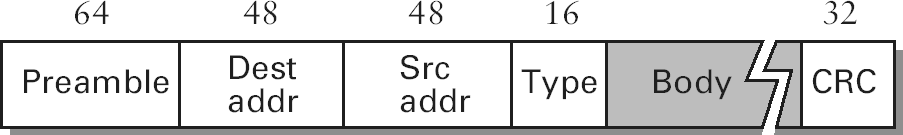 64 48 48 16 32
Preamble Dest addr Src addr Type Body CRC